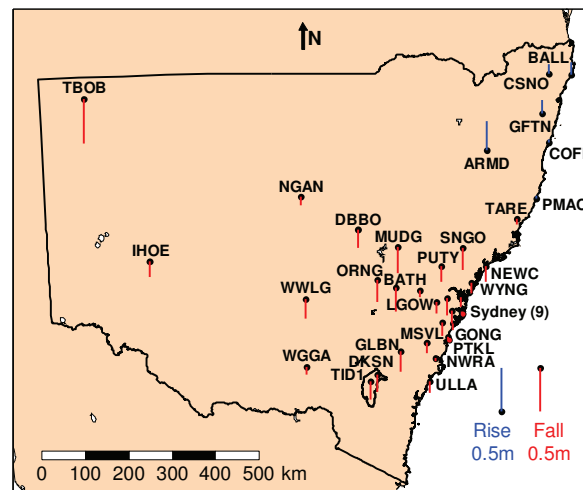 N
BALL
CSNO
TBOB
GFTN
COFF
ARMD
NGAN
PMAC
TARE
DBBO
MUDG
SNGO
IHOE
PUTY
NEWC
ORNG
BATH
WYNG
WWLG
LGOW
Sydney (9)
MSVL
GONG
GLBN
PTKL
WGGA
DKSN
NWRA
TID1
ULLA
Rise
0.5m
Fall
0.5m
0 100 200 300 400 500 km